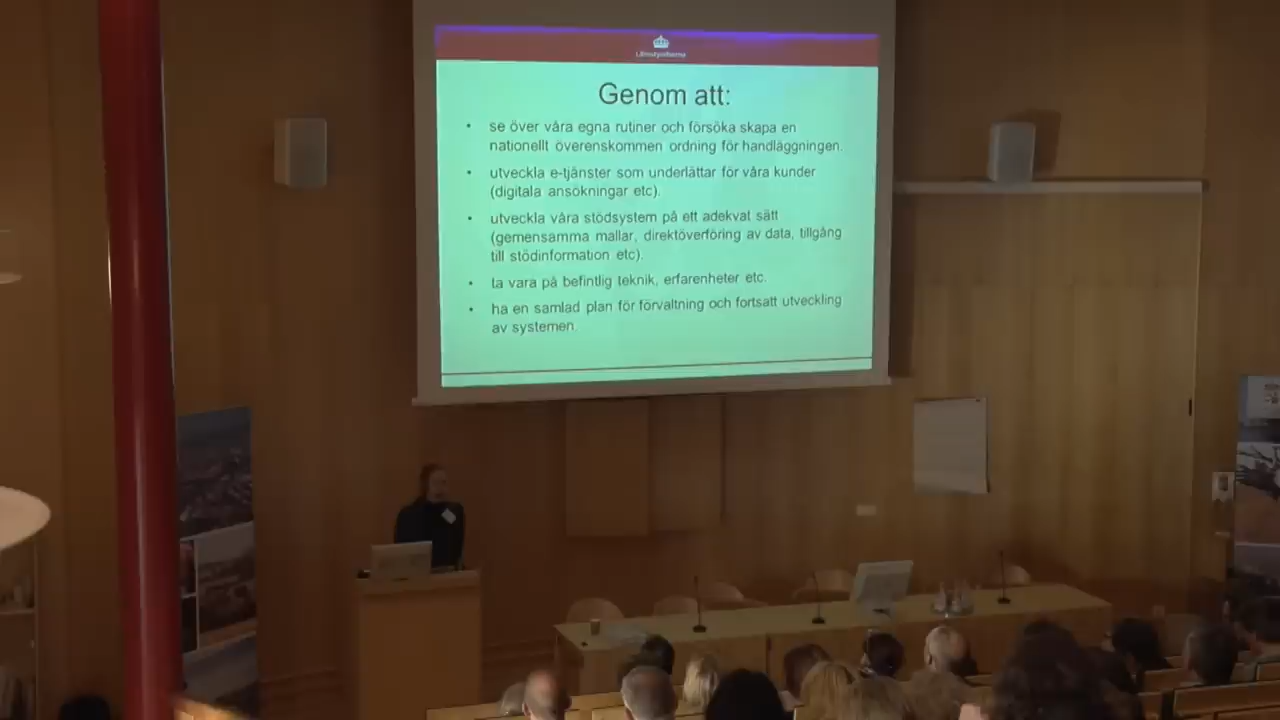 Länsstyrelserna
Genom att:
• se över våra egna rutiner och försöka skapa en
nationellt överenskommen ordning för handläggningen.
• utveckla e-tjänster som underlättar för våra kunder
(digitala ansökningar etc).
• utveckla våra stödsystem på ett adekvat sätt
(gemensamma mallar, direktöverföring av data, tillgång
till stödinformation etc).
• ta vara på befintlig teknik, erfarenheter etc.
• ha en samlad plan för förvaltning och fortsatt utveckling
av systemen.